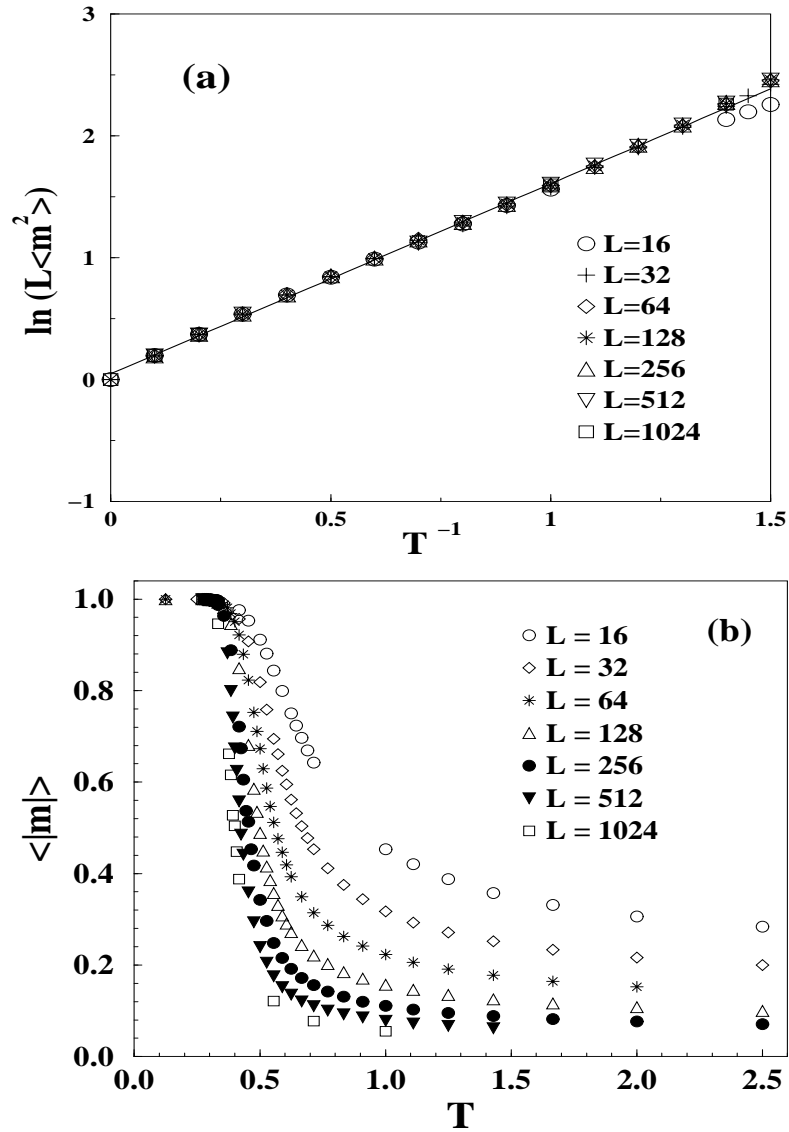 3
(a)
2
ln (L<m²>)
1
L=16
L=32
L=64
L=128
0
L=256
L=512
L=1024
−1
0 0.5 1 1.5
T ⁻¹
1.0
(b)
L = 16
L = 32
0.8
L = 64
L = 128
L = 256
0.6
L = 512
<|m|>
L = 1024
0.4
0.2
0.0
0.0 0.5 1.0 1.5 2.0 2.5
T